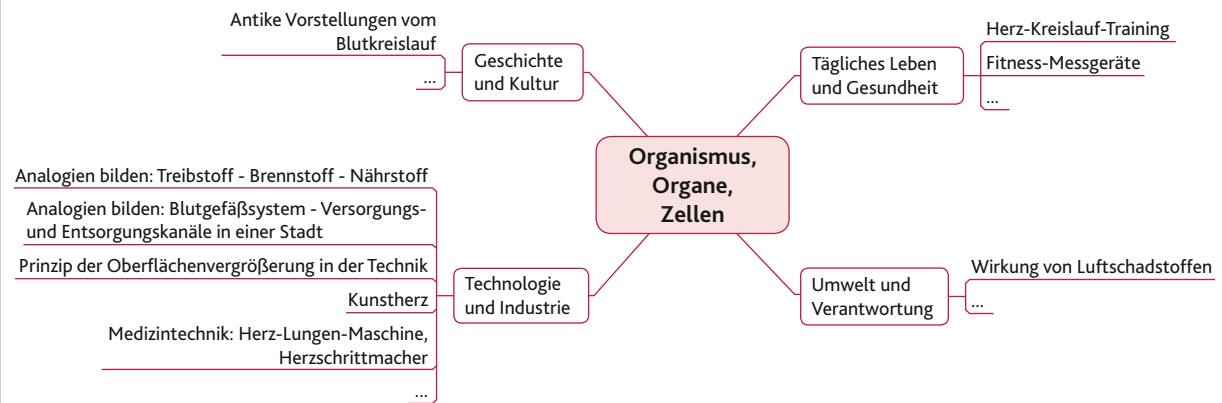 Antike Vorstellungen vom
Blutkreislauf
...
Geschichte
und Kultur
Tägliches Leben
und Gesundheit
Herz-Kreislauf-Training
Fitness-Messgeräte
...
Organismus,
Organe,
Zellen
Analogien bilden: Treibstoff - Brennstoff - Nährstoff
Analogien bilden: Blutgefäßsystem - Versorgungs-
und Entsorgungskanäle in einer Stadt
Prinzip der Oberflächenvergrößerung in der Technik
Kunstherz
Medizintechnik: Herz-Lungen-Maschine,
Herzschrittmacher
...
Technologie
und Industrie
Umwelt und
Verantwortung
Wirkung von Luftschadstoffen
...